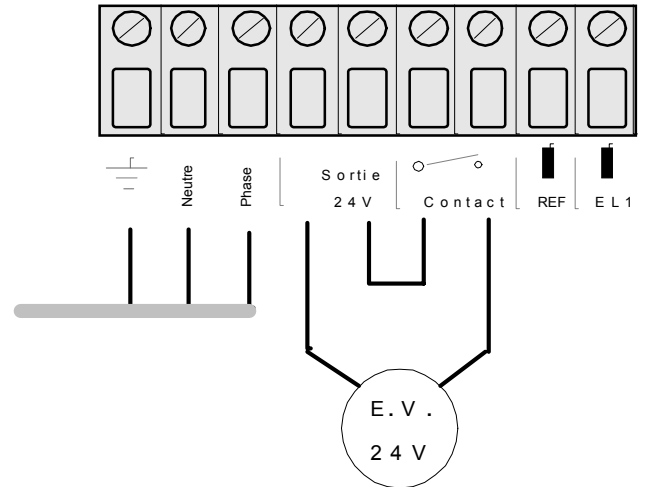 Neutre
Phase
Sortie
24V
Contact
REF
EL1
E.V.
24V